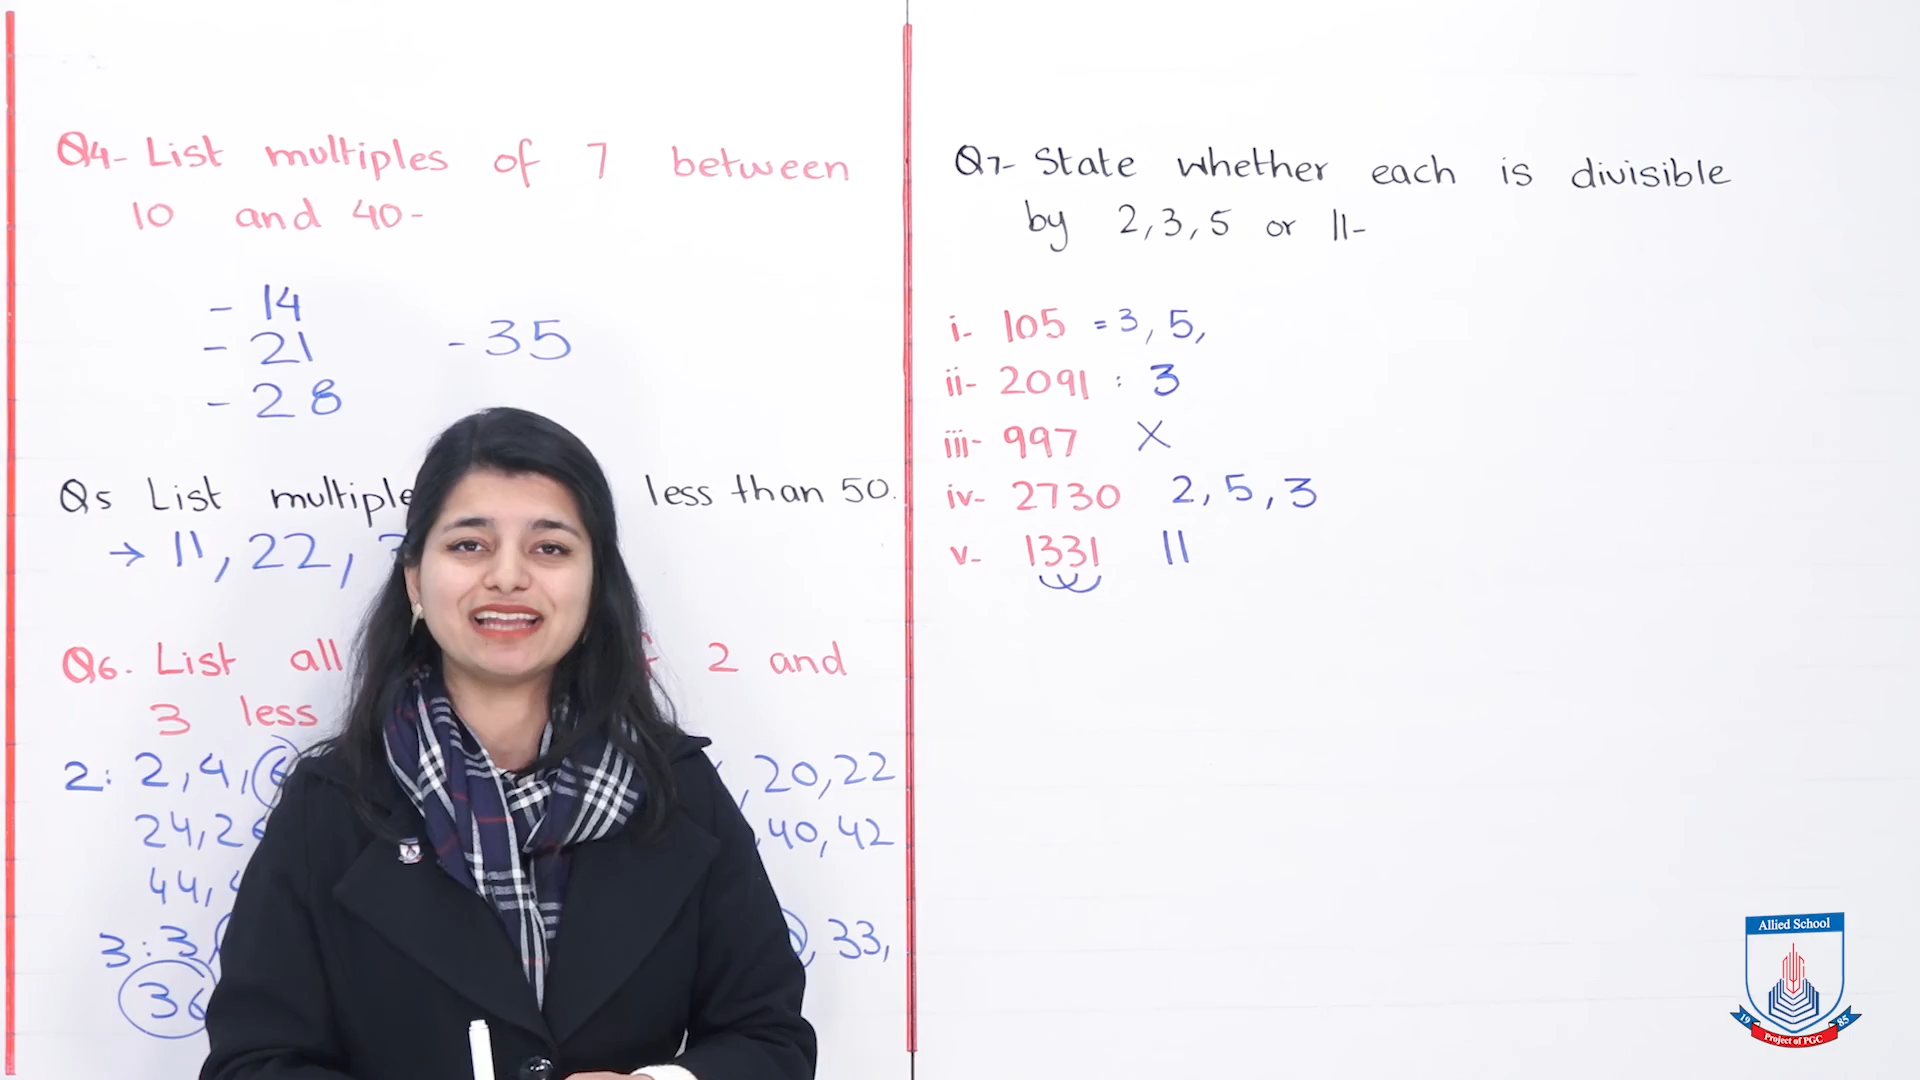 Q4- List multiples of 7 between
10 and 40-
- 14
- 21
- 35
- 28
Q5 List multiple less than 50.
→ 11, 22,
Q6. List all 2 and
3 less
2: 2, 4, 20, 22
24, 40, 42
44,
3: 3, 33,
36
Q7- State whether each is divisible
by 2, 3, 5 or 11-
i- 105 = 3, 5,
ii- 2091 : 3
iii- 997 X
iv- 2730 2, 5, 3
v- 1331 11
Allied School
19 85
Project of PGC